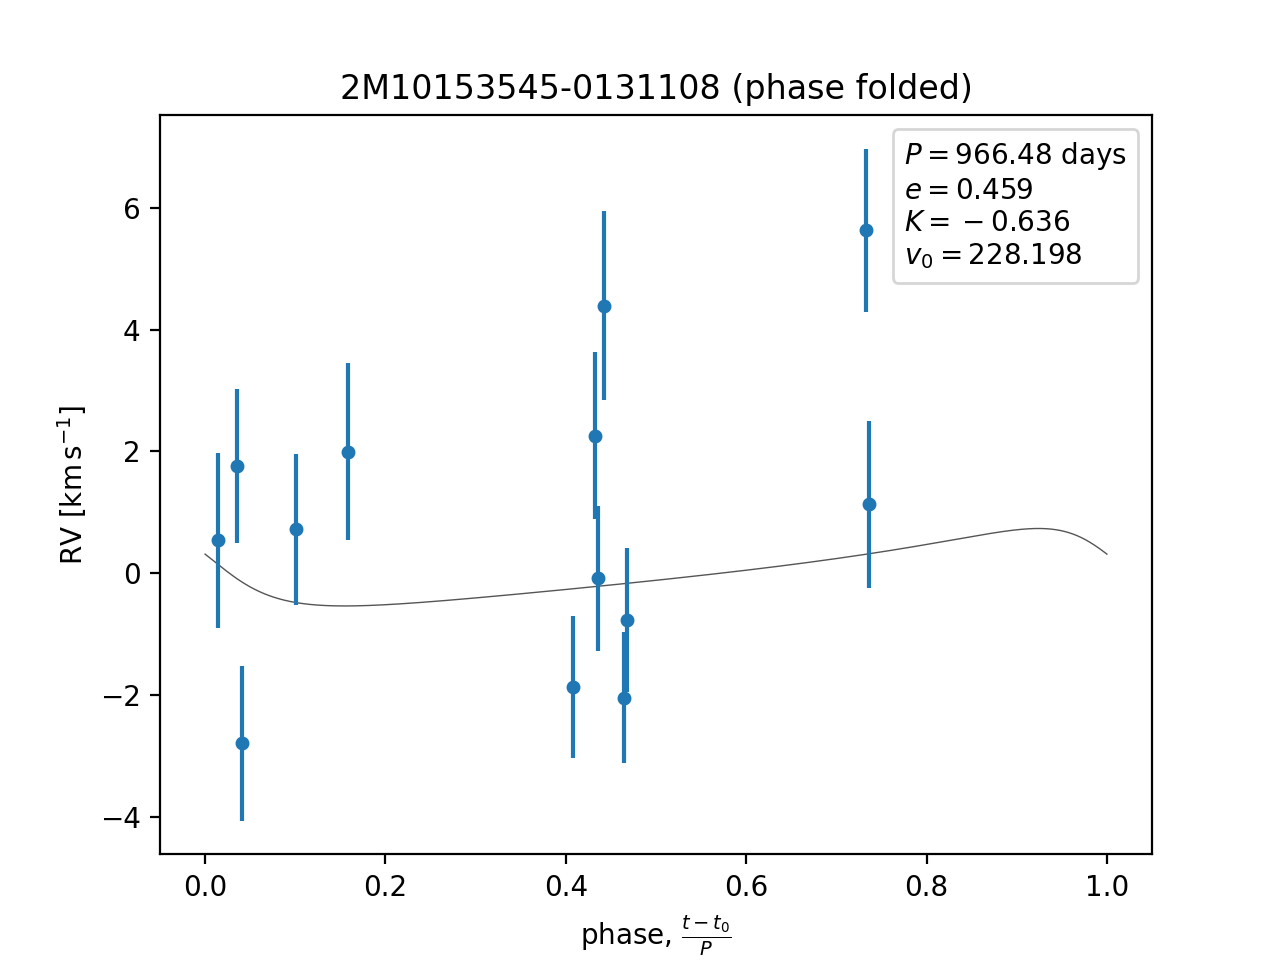 2M10153545-0131108 (phase folded)
P = 966.48 days
e = 0.459
K = −0.636
v₀ = 228.198
6
4
2
0
−2
−4
RV [km s⁻¹]
0.0 0.2 0.4 0.6 0.8 1.0
phase, (t − t₀)/P